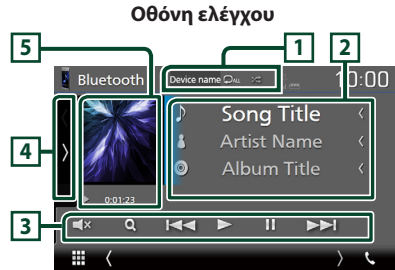 Οθόνη ελέγχου
5
1
2
Bluetooth
Device name
ALL
10:00
Song Title
Artist Name
Album Title
4
0:01:23
3